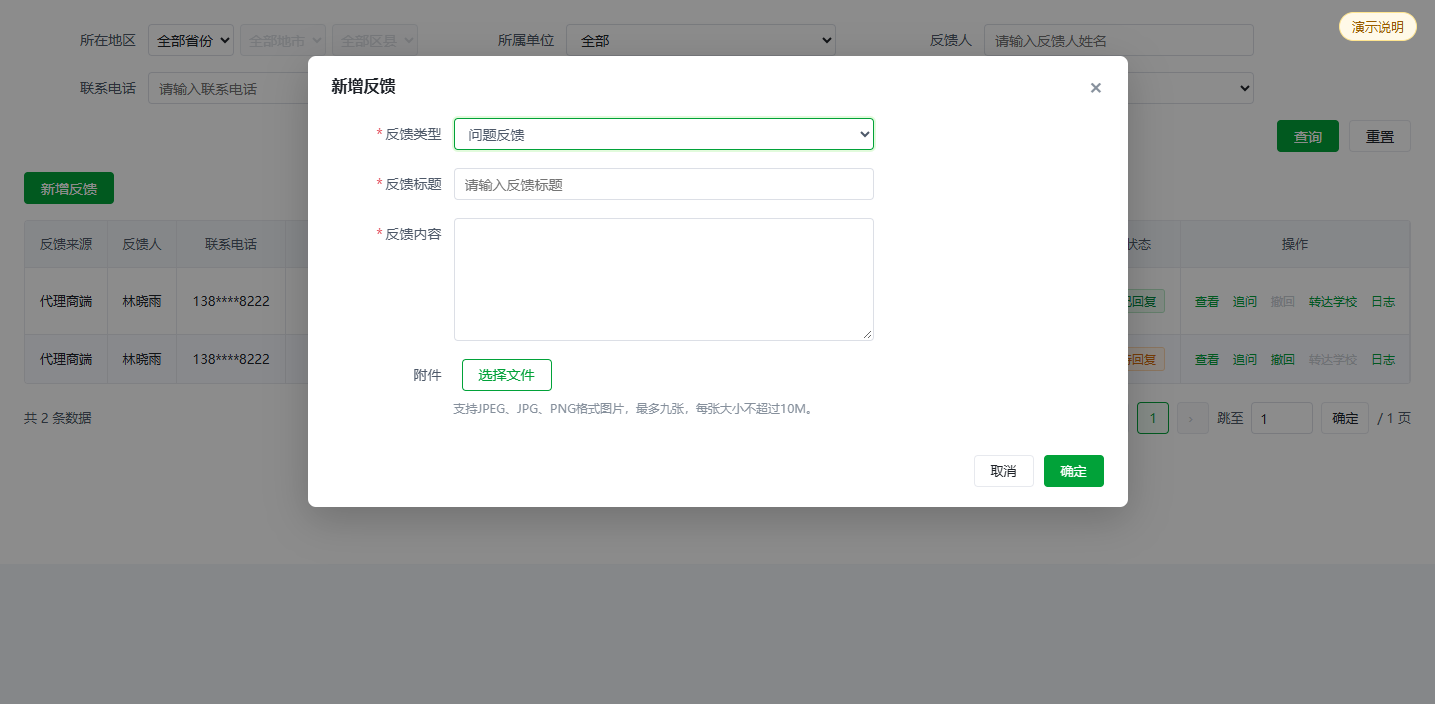 所在地区 全部省份 全部地市 全部区县 所属单位 全部 反馈人 请输入反馈人姓名
演示说明
联系电话 请输入联系电话
查询 重置
新增反馈
反馈来源 反馈人 联系电话 状态 操作
代理商端 林晓雨 138****8222 已回复 查看 追问 撤回 转达学校 日志
代理商端 林晓雨 138****8222 待回复 查看 追问 撤回 转达学校 日志
共 2 条数据 1 › 跳至 1 确定 / 1 页
新增反馈 ×
* 反馈类型 问题反馈
* 反馈标题 请输入反馈标题
* 反馈内容
附件 选择文件
支持JPEG、JPG、PNG格式图片，最多九张，每张大小不超过10M。
取消 确定